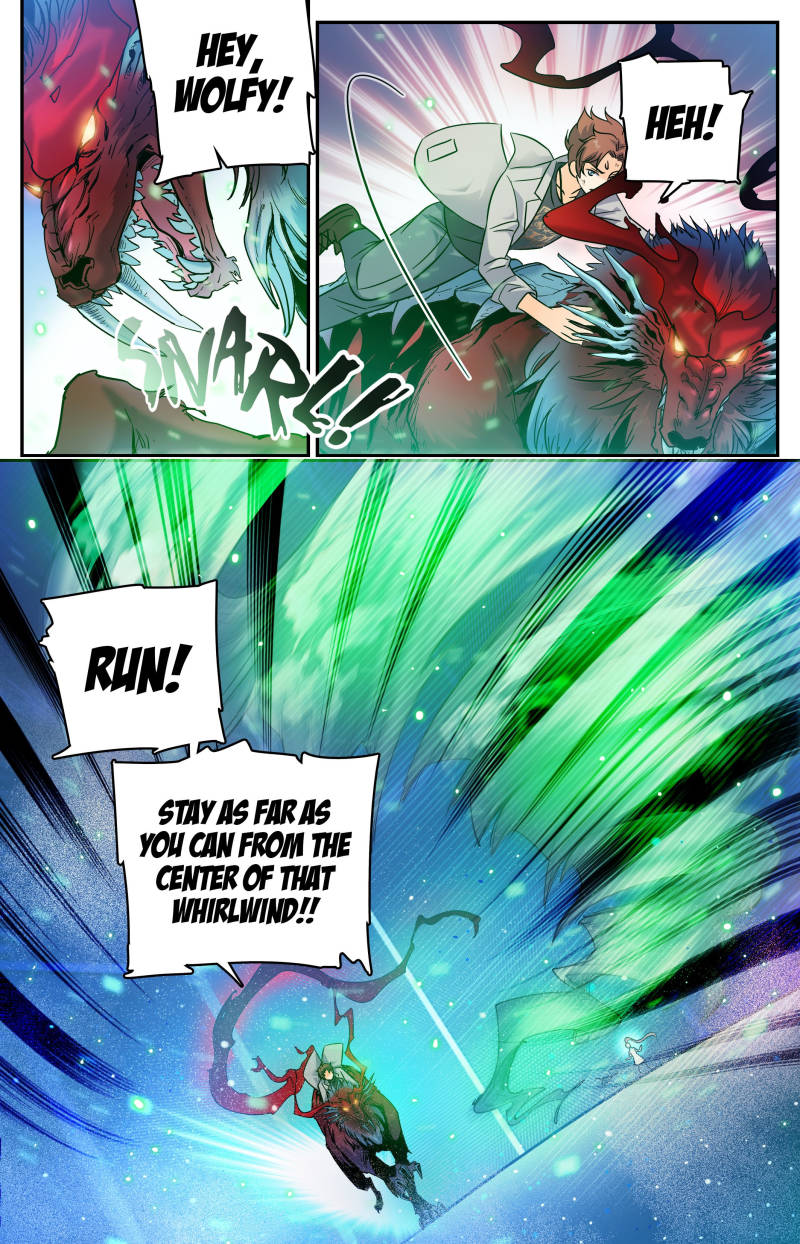 HEY,
WOLFY!
SNARL!!
HEH!
RUN!
STAY AS FAR AS
YOU CAN FROM THE
CENTER OF THAT
WHIRLWIND!!